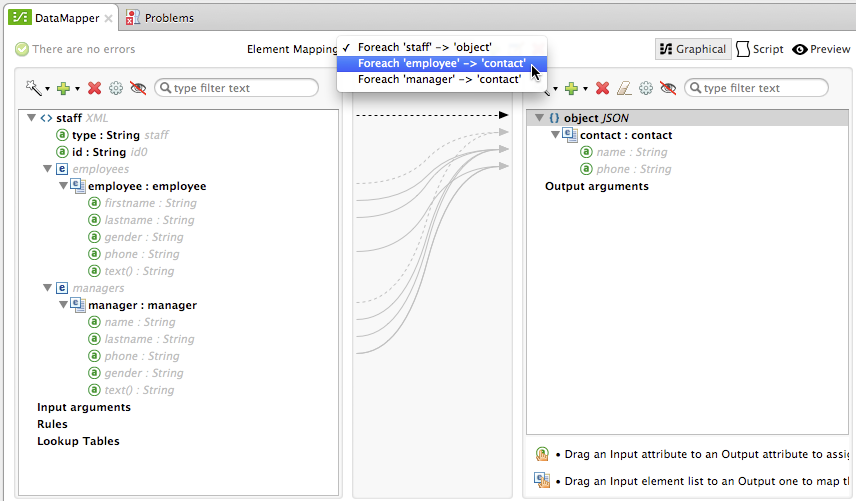 DataMapper
Problems
There are no errors
Element Mapping
✓ Foreach 'staff' -> 'object'
Foreach 'employee' -> 'contact'
Foreach 'manager' -> 'contact'
Graphical
Script
Preview
type filter text
staff XML
type : String staff
id : String id0
employees
employee : employee
firstname : String
lastname : String
gender : String
phone : String
text() : String
managers
manager : manager
name : String
lastname : String
phone : String
gender : String
text() : String
Input arguments
Rules
Lookup Tables
type filter text
{} object JSON
contact : contact
name : String
phone : String
Output arguments
• Drag an Input attribute to an Output attribute to assig
• Drag an Input element list to an Output one to map th